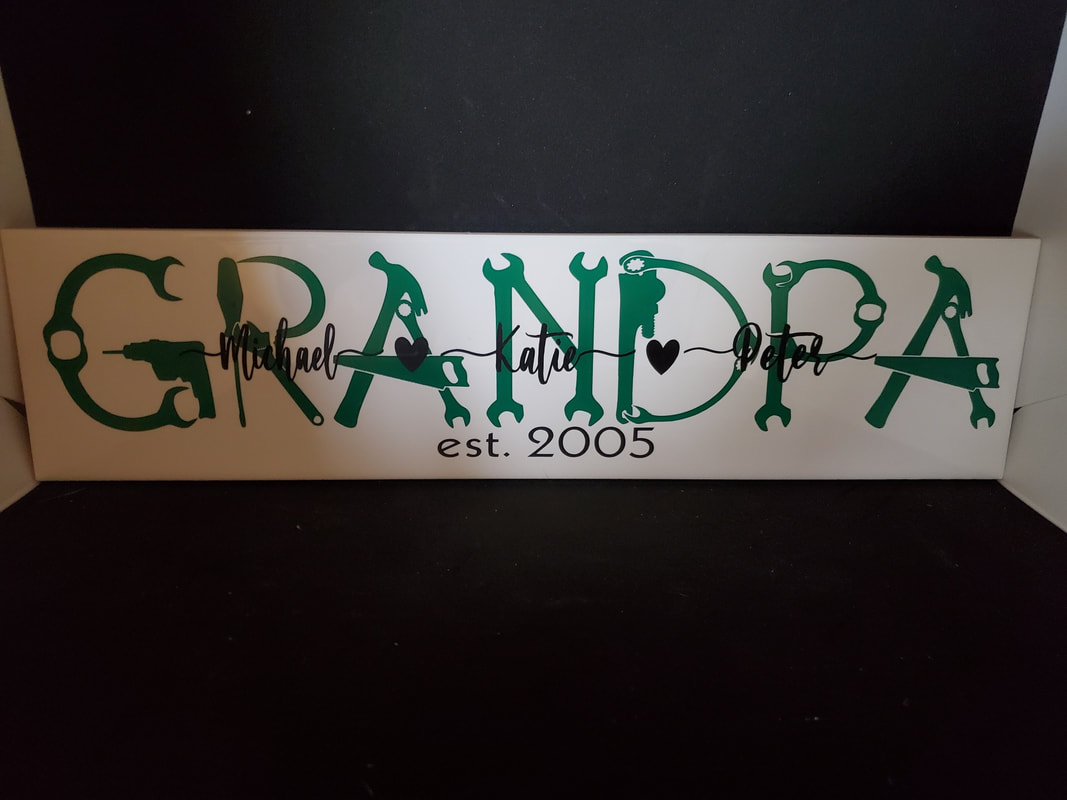 GRANDPA
Michael Katie Peter
est. 2005